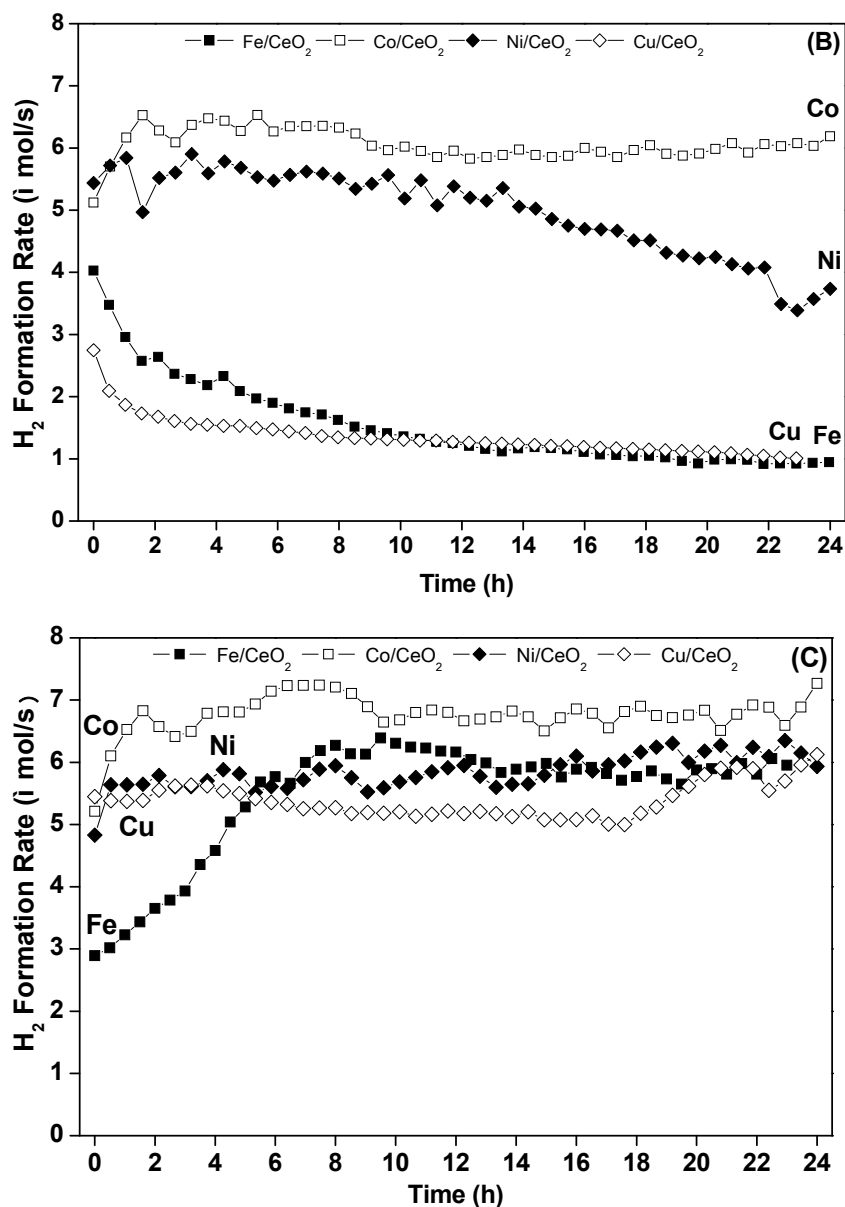 Fe/CeO₂ Co/CeO₂ Ni/CeO₂ Cu/CeO₂ (B)
8
7
6
5
4
3
2
1
0
H₂ Formation Rate (ì mol/s)
Co
Ni
Cu Fe
0 2 4 6 8 10 12 14 16 18 20 22 24
Time (h)
Fe/CeO₂ Co/CeO₂ Ni/CeO₂ Cu/CeO₂ (C)
8
7
6
5
4
3
2
1
0
H₂ Formation Rate (ì mol/s)
Co
Ni
Cu
Fe
0 2 4 6 8 10 12 14 16 18 20 22 24
Time (h)